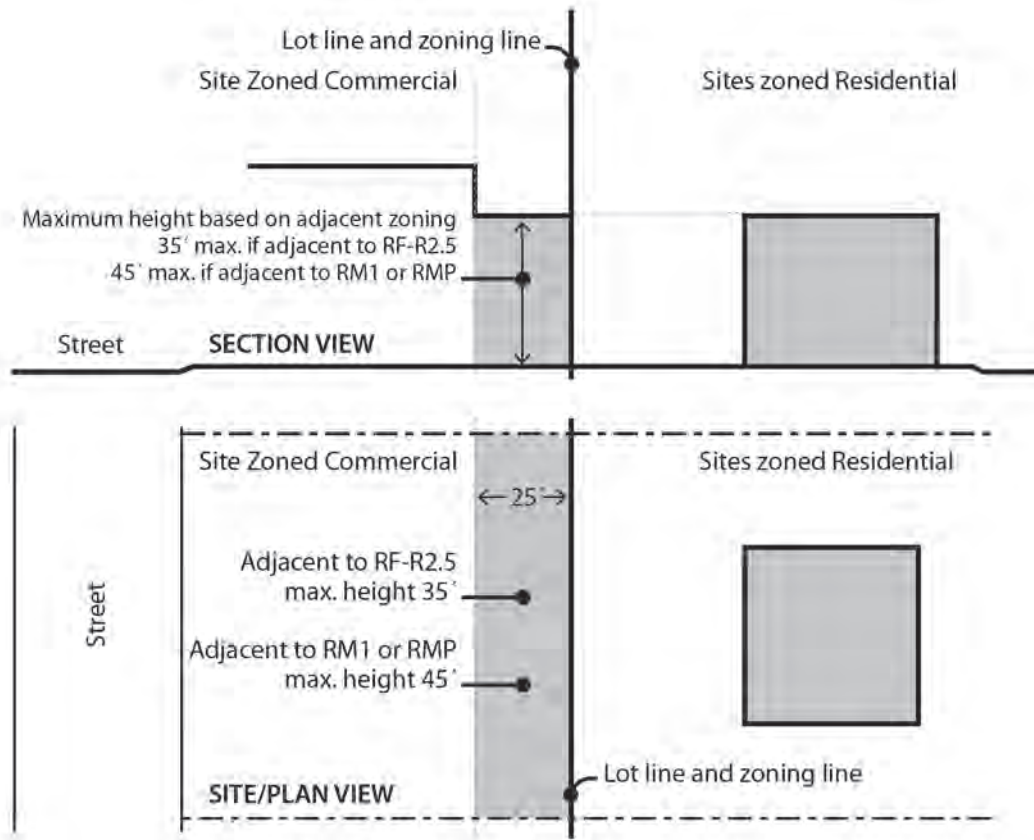 Lot line and zoning line
Site Zoned Commercial
Sites zoned Residential
Maximum height based on adjacent zoning
35' max. if adjacent to RF-R2.5
45' max. if adjacent to RM1 or RMP
Street
SECTION VIEW
Site Zoned Commercial
Sites zoned Residential
25'
Adjacent to RF-R2.5
max. height 35'
Street
Adjacent to RM1 or RMP
max. height 45'
Lot line and zoning line
SITE/PLAN VIEW